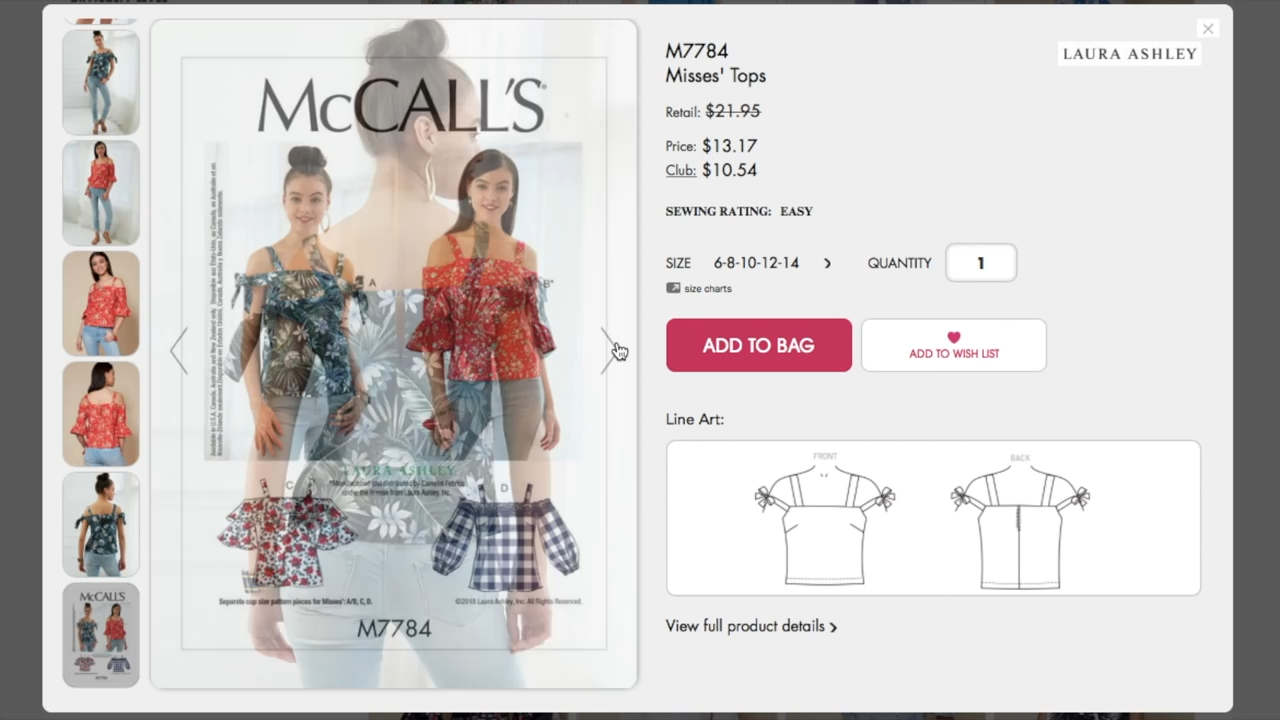 McCALL'S
A
B*
LAURA ASHLEY
C
D
Separate cup size pattern pieces for Misses': A/B, C, D.
©2018 Laura Ashley, Inc. All Rights Reserved.
M7784
McCALL'S
M7784
Misses' Tops
LAURA ASHLEY
Retail: $21.95
Price: $13.17
Club: $10.54
SEWING RATING: EASY
SIZE 6-8-10-12-14 QUANTITY 1
size charts
ADD TO BAG
ADD TO WISH LIST
Line Art:
FRONT
BACK
View full product details